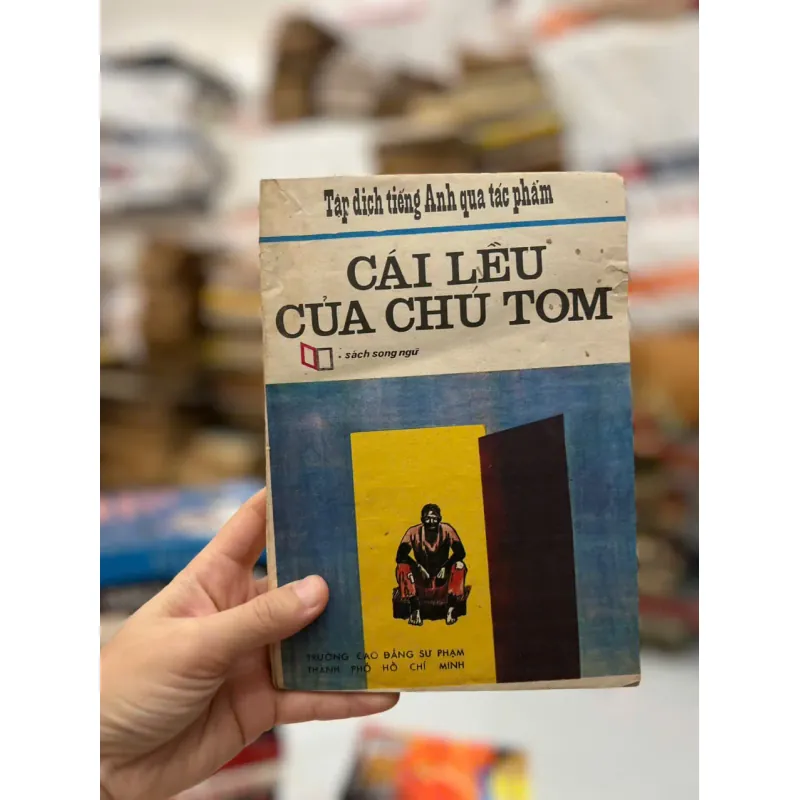 Tập dịch tiếng Anh qua tác phẩm
CÁI LỀU
CỦA CHÚ TOM
. sách song ngữ
TRƯỜNG CAO ĐẲNG SƯ PHẠM
THÀNH PHỐ HỒ CHÍ MINH